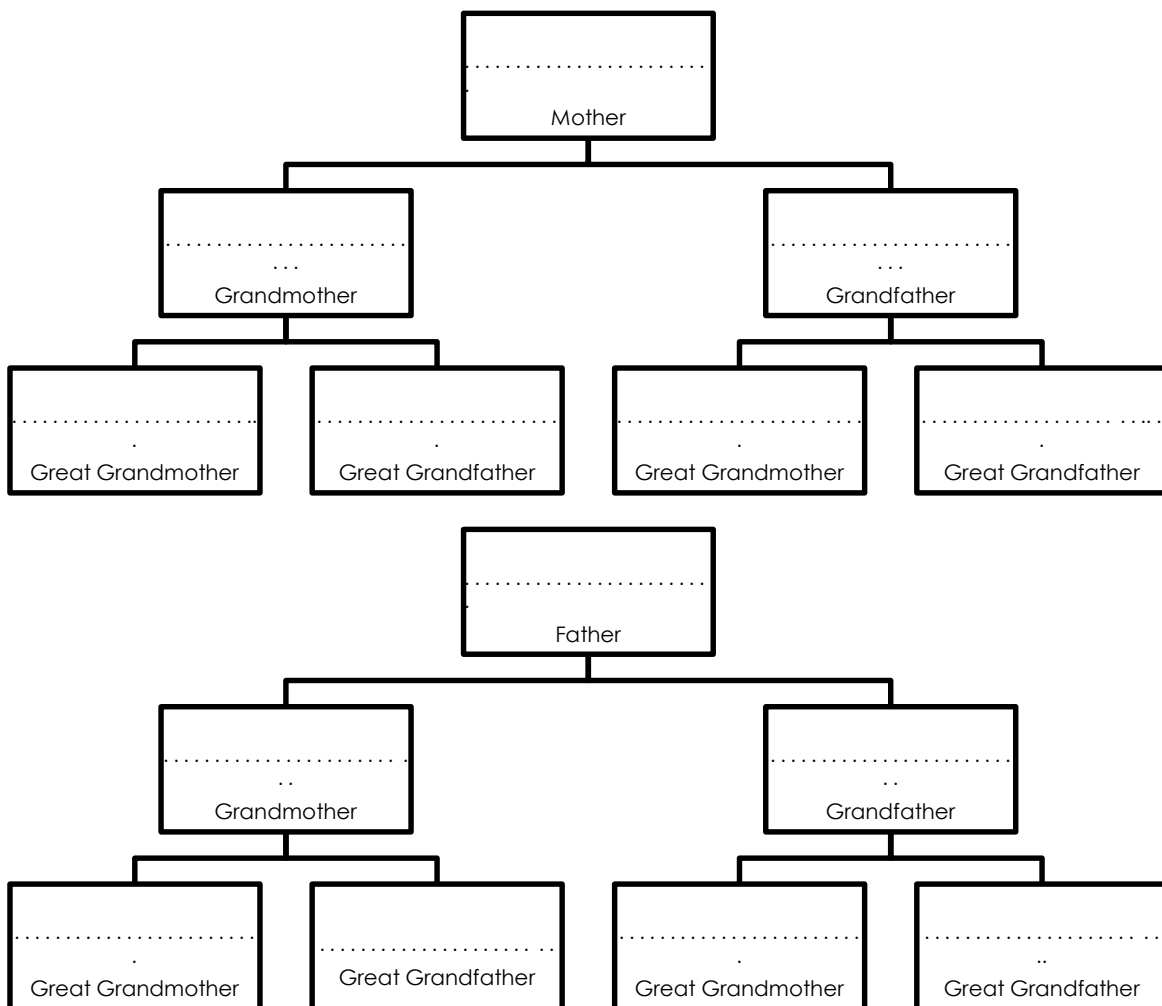 . . . . . . . . . . . . . . . . . . . . . . . .
.
Mother
. . . . . . . . . . . . . . . . . . . . . . . .
. . . . . . . . . . . . . . . . . . . . . . . .
. . .
. . .
Grandmother
Grandfather
. . . . . . . . . . . . . . . . . . . . . . . ..
. . . . . . . . . . . . . . . . . . . . . . . .
. . . . . . . . . . . . . . . . . . . . . . . .
. . . . . . . . . . . . . . . . . . . ... . .
.
.
.
.
Great Grandmother
Great Grandfather
Great Grandmother
Great Grandfather
. . . . . . . . . . . . . . . . . . . . . . . .
.
Father
. . . . . . . . . . . . . . . . . . . . . . . .
. . . . . . . . . . . . . . . . . . . . . . . .
. .
. .
Grandmother
Grandfather
. . . . . . . . . . . . . . . . . . . . . . . .
. . . . . . . . . . . . . . . . . . . . . . .
. . . . . . . . . . . . . . . . . . . . . . . .
. . . . . . . . . . . . . . . . . . . . . . .
.
.
..
Great Grandmother
Great Grandfather
Great Grandmother
Great Grandfather